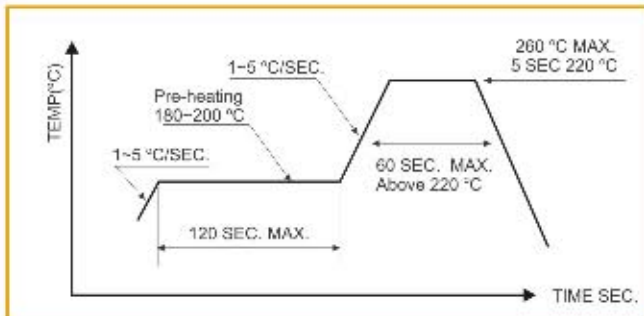 TEMP(°C)
1~5 °C/SEC.
Pre-heating
180~200 °C
1~5 °C/SEC.
260 °C MAX.
5 SEC 220 °C
60 SEC. MAX.
Above 220 °C
120 SEC. MAX.
TIME SEC.